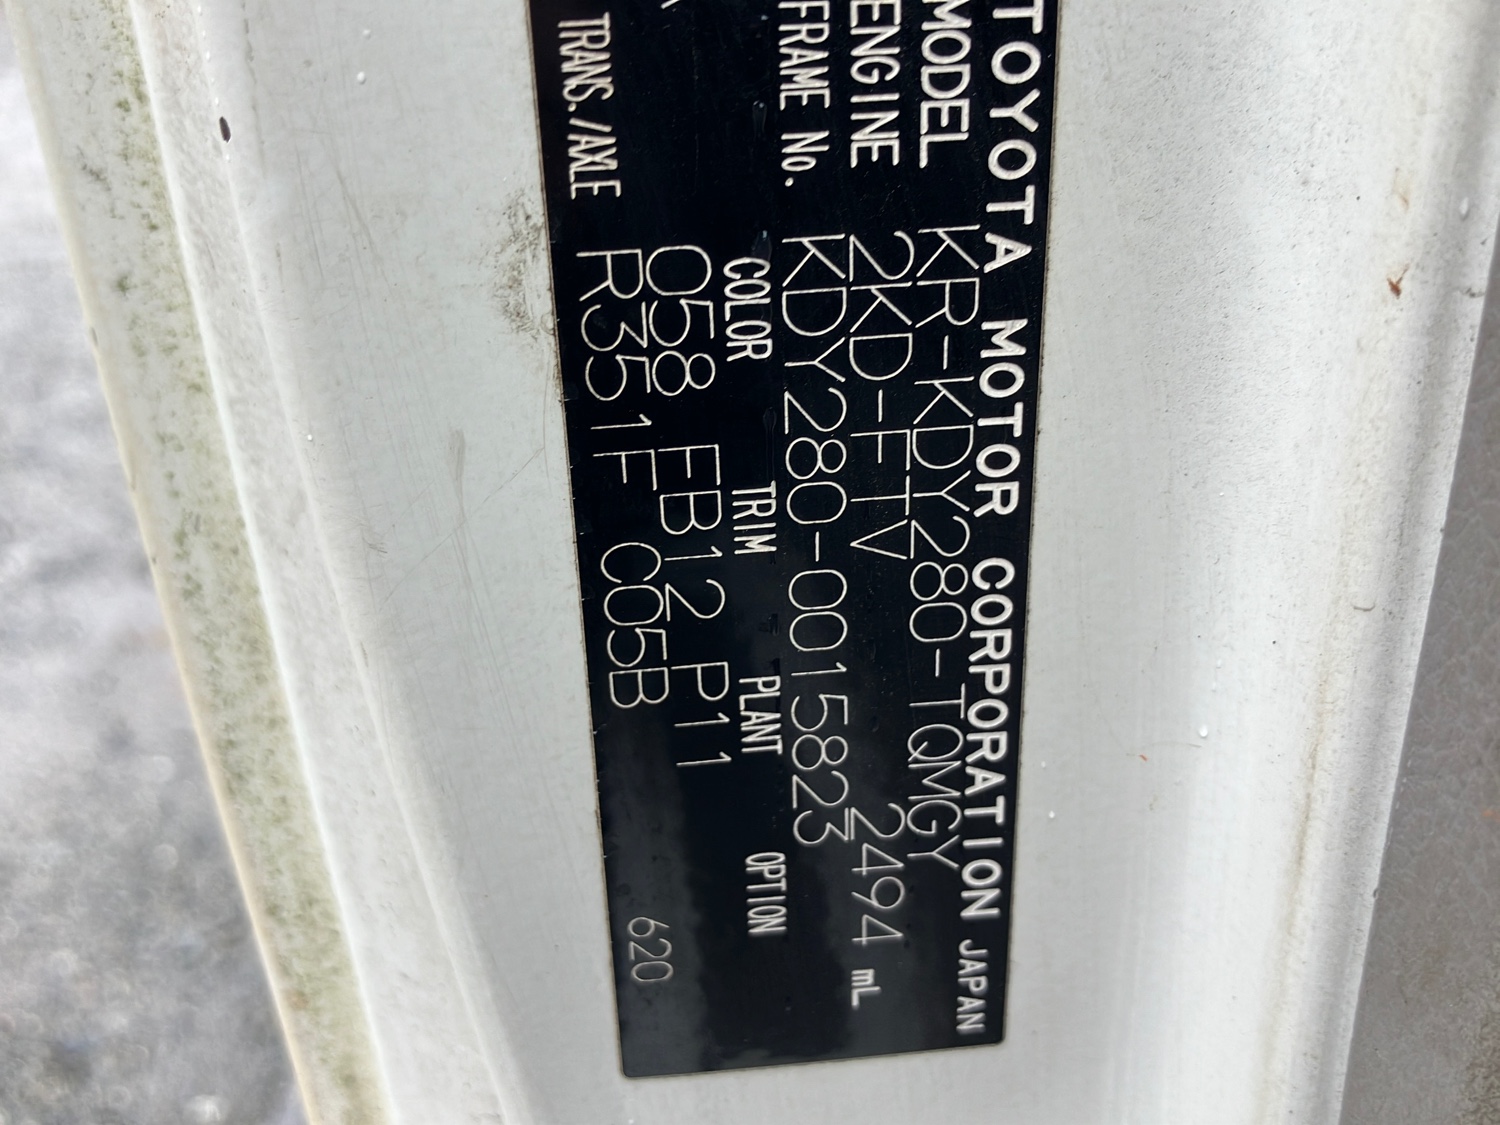 TOYOTA MOTOR CORPORATION JAPAN
MODEL KR-KDY280-TQMGY
ENGINE 2KD-FTV 2494 mL
FRAME No. KDY280-0015823
COLOR TRIM PLANT OPTION
058 FB12 P11
TRANS./AXLE R351F C05B 620